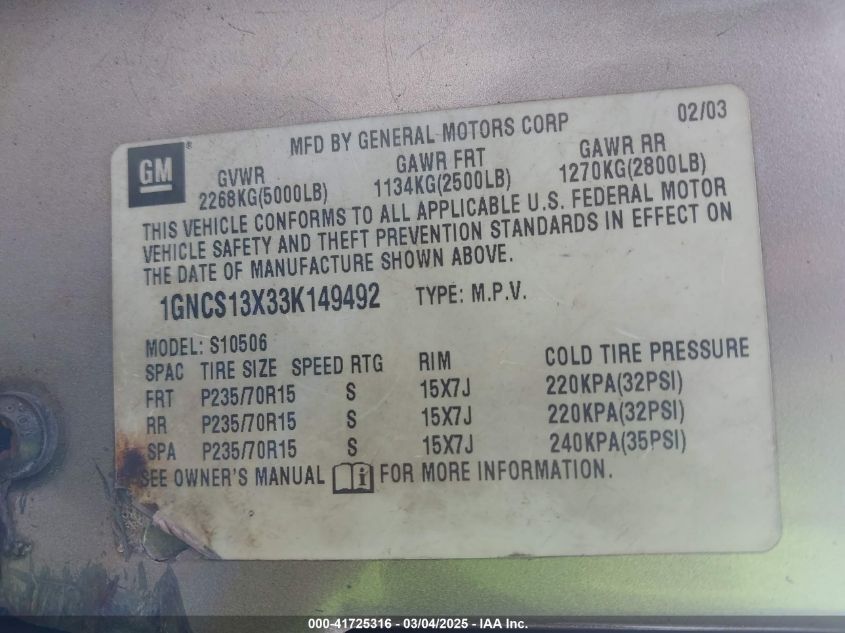 MFD BY GENERAL MOTORS CORP 02/03
GM
GVWR GAWR FRT GAWR RR
2268KG(5000LB) 1134KG(2500LB) 1270KG(2800LB)
THIS VEHICLE CONFORMS TO ALL APPLICABLE U.S. FEDERAL MOTOR
VEHICLE SAFETY AND THEFT PREVENTION STANDARDS IN EFFECT ON
THE DATE OF MANUFACTURE SHOWN ABOVE.
1GNCS13X33K149492 TYPE: M.P.V.
MODEL: S10506
SPAC TIRE SIZE SPEED RTG RIM COLD TIRE PRESSURE
FRT P235/70R15 S 15X7J 220KPA(32PSI)
RR P235/70R15 S 15X7J 220KPA(32PSI)
SPA P235/70R15 S 15X7J 240KPA(35PSI)
SEE OWNER'S MANUAL i FOR MORE INFORMATION.
000-41725316 - 03/04/2025 - IAA Inc.